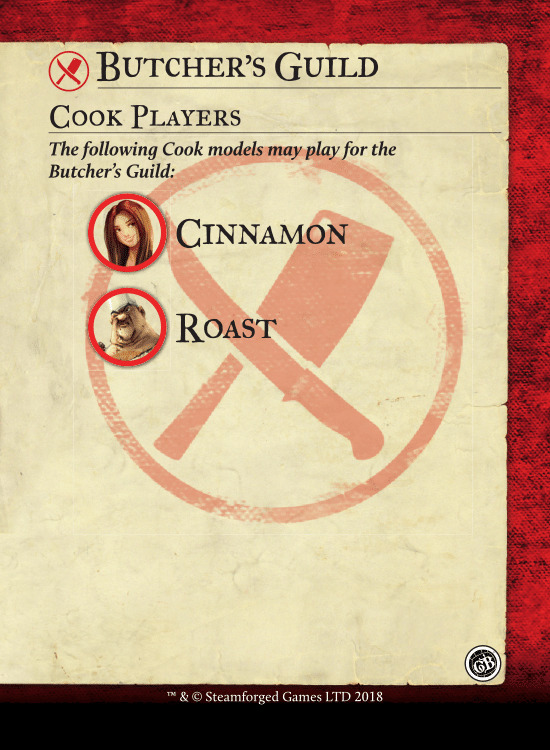 Butcher's Guild
Cook Players
The following Cook models may play for the
Butcher's Guild:
Cinnamon
Roast
GB
™ & © Steamforged Games LTD 2018